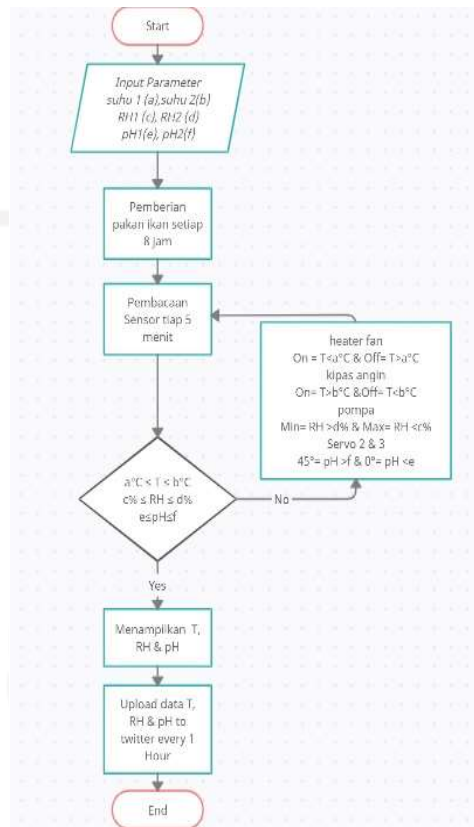 Start
Input Parameter
suhu 1 (a),suhu 2(b)
RH1 (c), RH2 (d)
pH1(e), pH2(f)
Pemberian
pakan ikan setiap
8 Jam
Pembacaan
Sensor tiap 5
menit
heater fan
On = T<a°C & Off= T>a°C
kipas angin
On= T>b°C &Off= T<b°C
pompa
Min= RH >d% & Max= RH <c%
Servo 2 & 3
45°= pH >f & 0°= pH <e
a°C < T < b°C
c% ≤ RH ≤ d%
e≤pH≤f
No
Yes
Menampilkan T,
RH & pH
Upload data T,
RH & pH to
twitter every 1
Hour
End